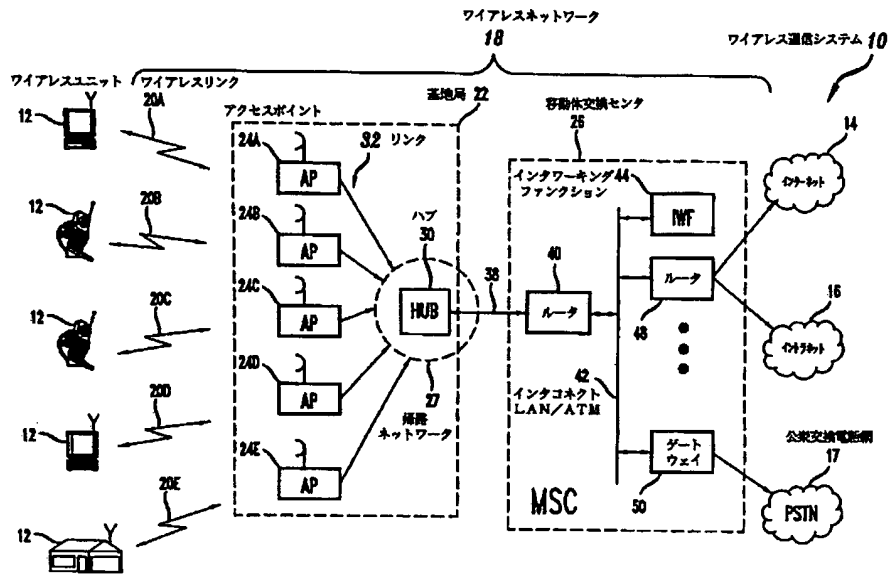 ワイアレスネットワーク
18
ワイアレス通信システム 10
ワイアレスユニット
ワイアレスリンク
12
20A
アクセスポイント
基地局 22
移動体交換センタ
26
14
24A
AP
32 リンク
インタワーキング 44
ファンクション
IWF
インターネット
12
20B
24B
AP
ハブ
30
HUB
38
40
ルータ
ルータ
48
16
イントラネット
12
20C
24C
AP
12
20D
24D
AP
27
帰路
ネットワーク
42
インタコネクト
LAN/ATM
12
20E
24E
AP
MSC
ゲート
ウェイ
50
公衆交換電話網
17
PSTN